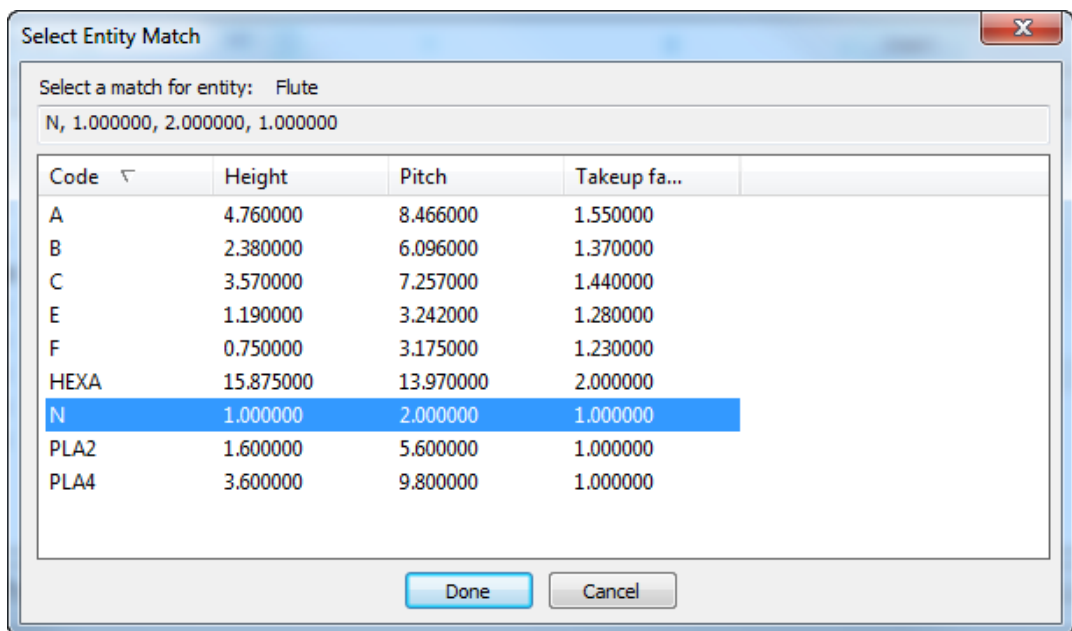 Select Entity Match
Select a match for entity: Flute
N, 1.000000, 2.000000, 1.000000
Code Height Pitch Takeup fa...
A 4.760000 8.466000 1.550000
B 2.380000 6.096000 1.370000
C 3.570000 7.257000 1.440000
E 1.190000 3.242000 1.280000
F 0.750000 3.175000 1.230000
HEXA 15.875000 13.970000 2.000000
N 1.000000 2.000000 1.000000
PLA2 1.600000 5.600000 1.000000
PLA4 3.600000 9.800000 1.000000
Done Cancel